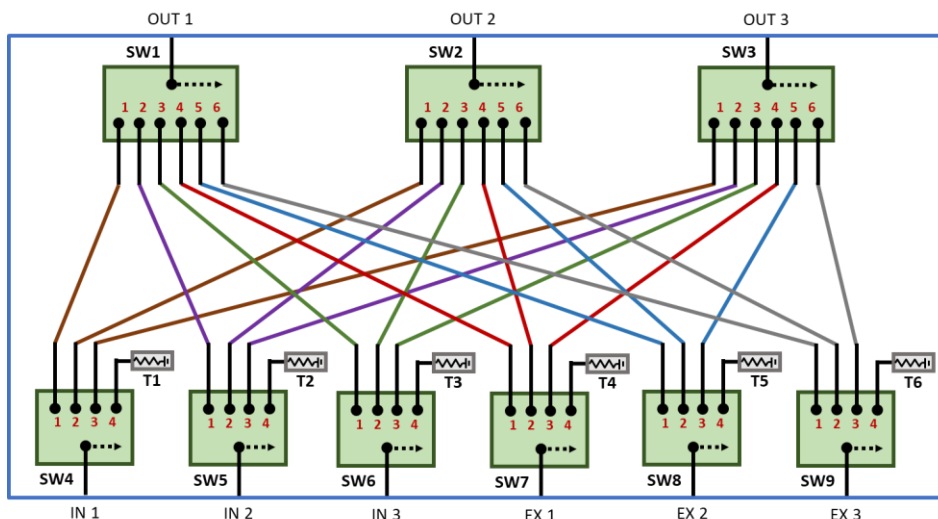 OUT 1 OUT 2 OUT 3
SW1 SW2 SW3
1 2 3 4 5 6 1 2 3 4 5 6 1 2 3 4 5 6
T1 T2 T3 T4 T5 T6
1 2 3 4 1 2 3 4 1 2 3 4 1 2 3 4 1 2 3 4 1 2 3 4
SW4 SW5 SW6 SW7 SW8 SW9
IN 1 IN 2 IN 3 EX 1 EX 2 EX 3